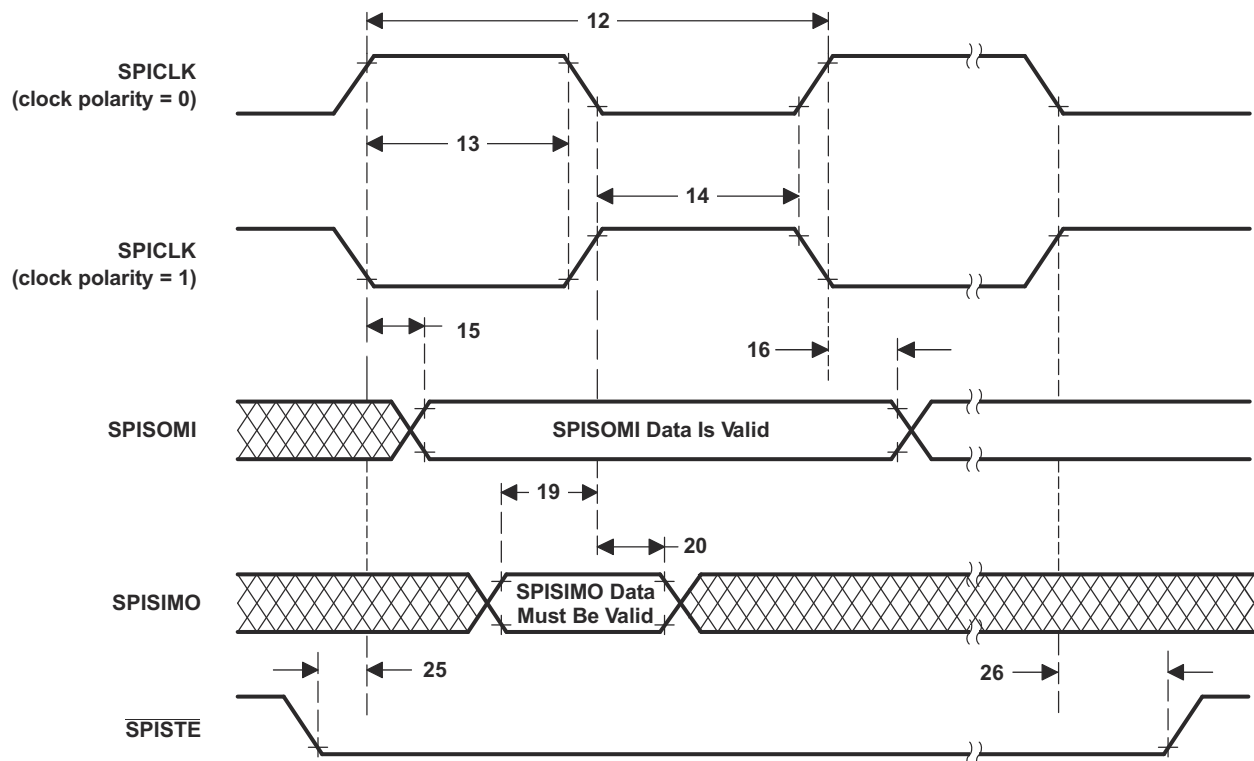 12
SPICLK
(clock polarity = 0)
13
14
SPICLK
(clock polarity = 1)
15
16
SPISOMI
SPISOMI Data Is Valid
19
20
SPISIMO
SPISIMO Data
Must Be Valid
25
26
SPISTE